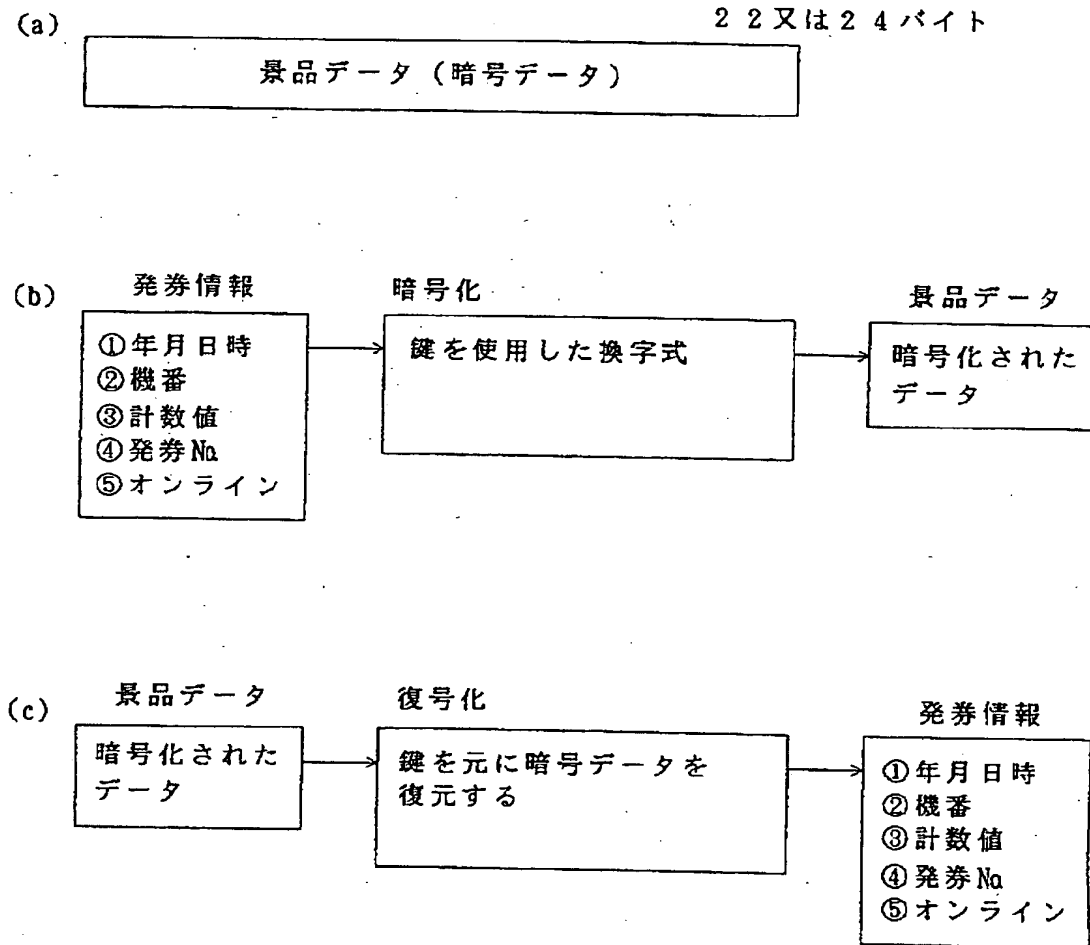 (a)
22又は24バイト
景品データ(暗号データ)
(b)
発券情報
①年月日時
②機番
③計数値
④発券№
⑤オンライン
暗号化
鍵を使用した換字式
景品データ
暗号化された
データ
(c)
景品データ
暗号化された
データ
復号化
鍵を元に暗号データを
復元する
発券情報
①年月日時
②機番
③計数値
④発券№
⑤オンライン